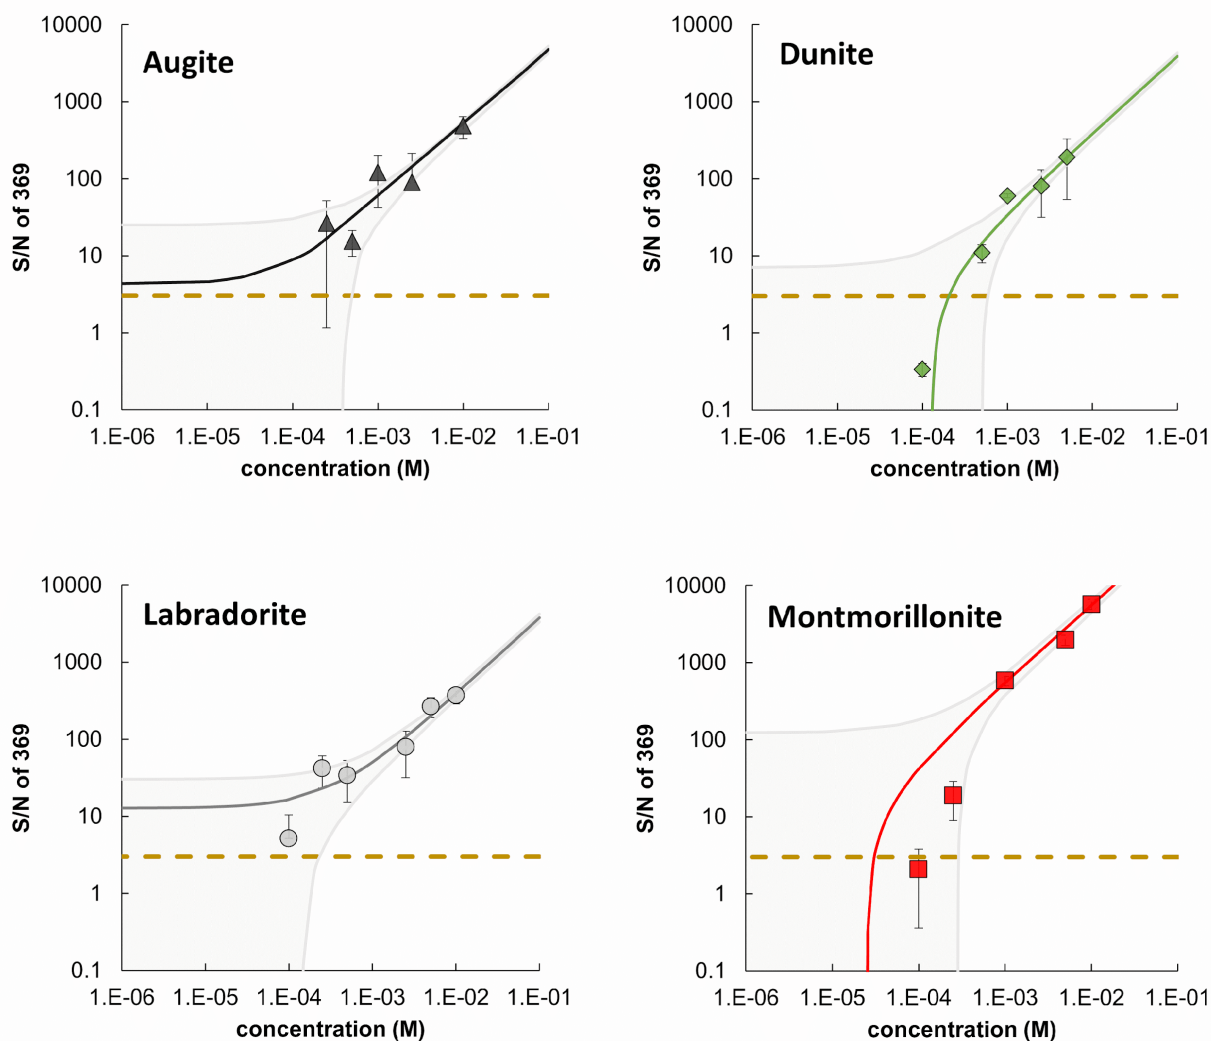 Augite
10000
1000
100
10
1
0.1
S/N of 369
1.E-06 1.E-05 1.E-04 1.E-03 1.E-02 1.E-01
concentration (M)
Dunite
10000
1000
100
10
1
0.1
S/N of 369
1.E-06 1.E-05 1.E-04 1.E-03 1.E-02 1.E-01
concentration (M)
Labradorite
10000
1000
100
10
1
0.1
S/N of 369
1.E-06 1.E-05 1.E-04 1.E-03 1.E-02 1.E-01
concentration (M)
Montmorillonite
10000
1000
100
10
1
0.1
S/N of 369
1.E-06 1.E-05 1.E-04 1.E-03 1.E-02 1.E-01
concentration (M)